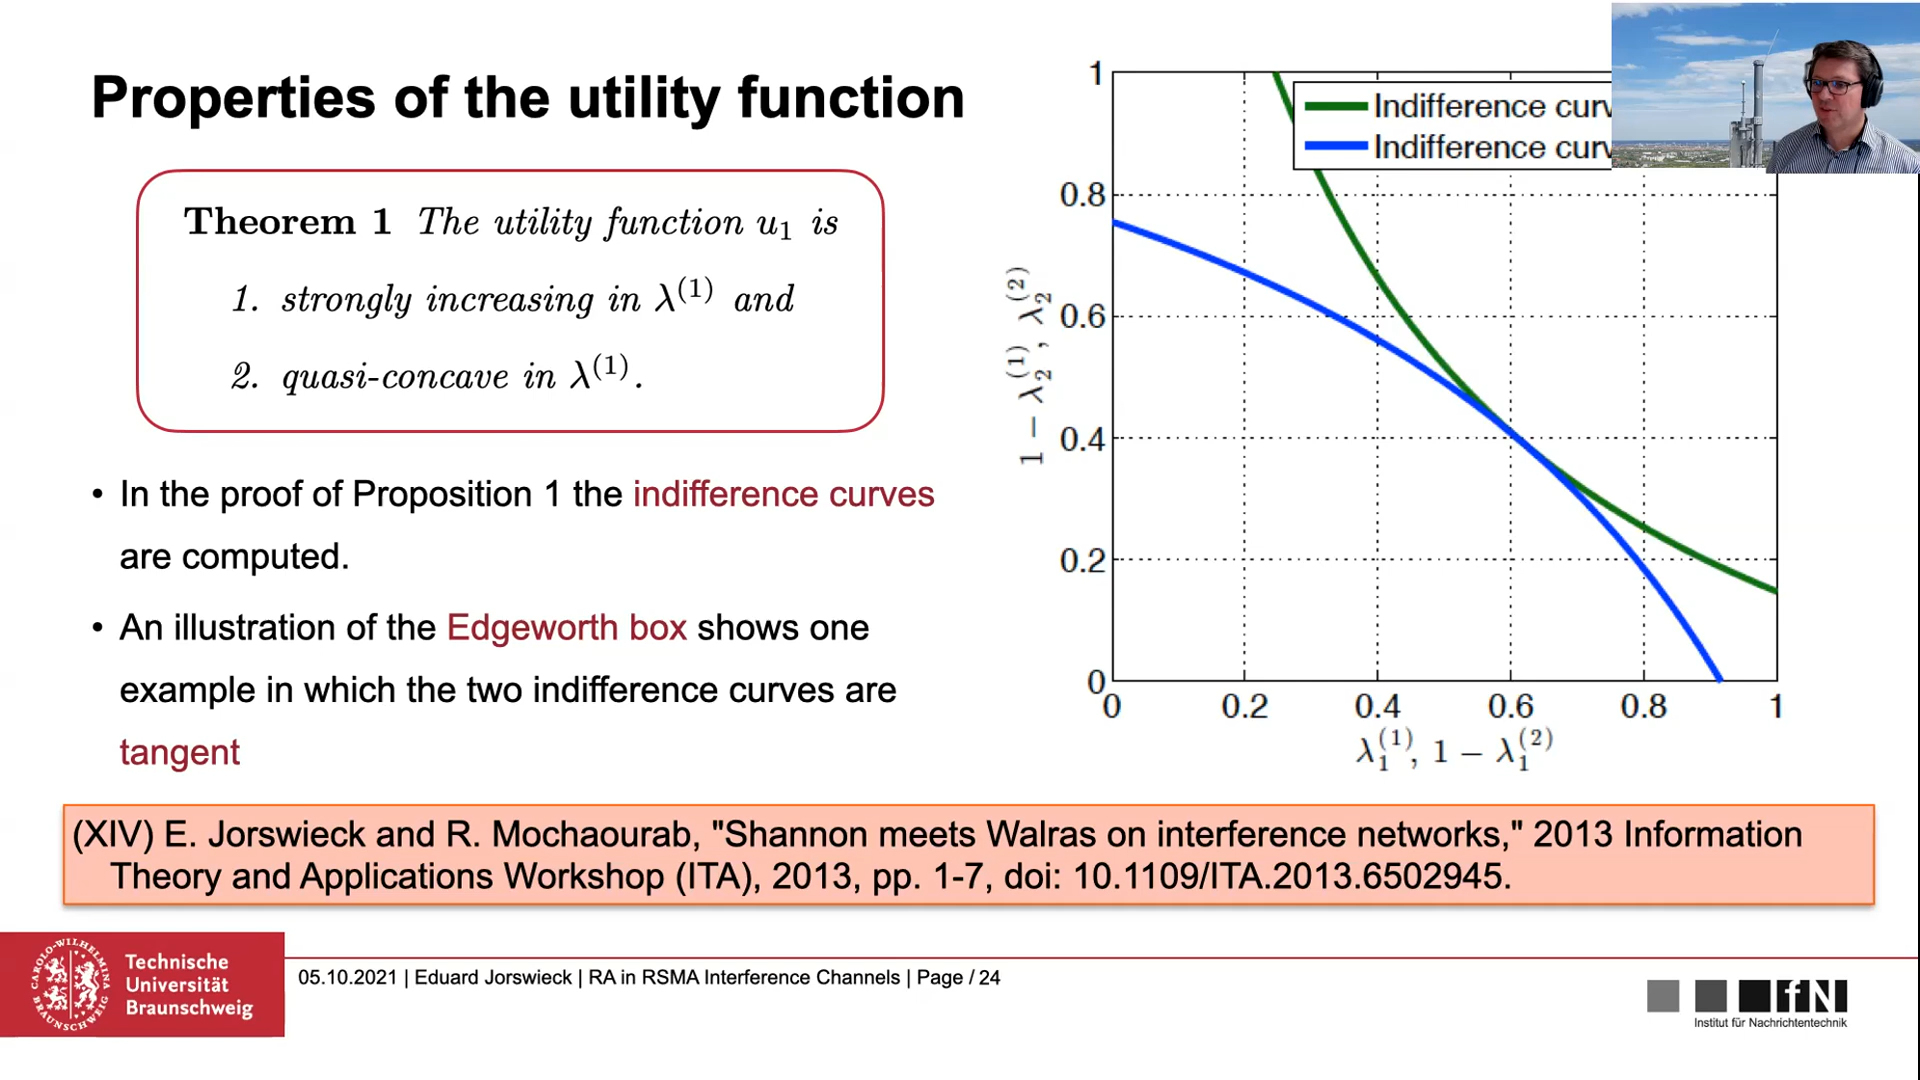 Properties of the utility function
Theorem 1 The utility function u₁ is
1. strongly increasing in λ⁽¹⁾ and
2. quasi-concave in λ⁽¹⁾.
• In the proof of Proposition 1 the indifference curves
are computed.
• An illustration of the Edgeworth box shows one
example in which the two indifference curves are
tangent
Indifference curv
Indifference curv
1
0.8
0.6
0.4
0.2
0
0 0.2 0.4 0.6 0.8 1
1 − λ₂⁽¹⁾, λ₂⁽²⁾
λ₁⁽¹⁾, 1 − λ₁⁽²⁾
(XIV) E. Jorswieck and R. Mochaourab, "Shannon meets Walras on interference networks," 2013 Information
Theory and Applications Workshop (ITA), 2013, pp. 1-7, doi: 10.1109/ITA.2013.6502945.
CAROLO-WILHELMINA
BRAUNSCHWEIG
Technische
Universität
Braunschweig
05.10.2021 | Eduard Jorswieck | RA in RSMA Interference Channels | Page / 24
IfN
Institut für Nachrichtentechnik